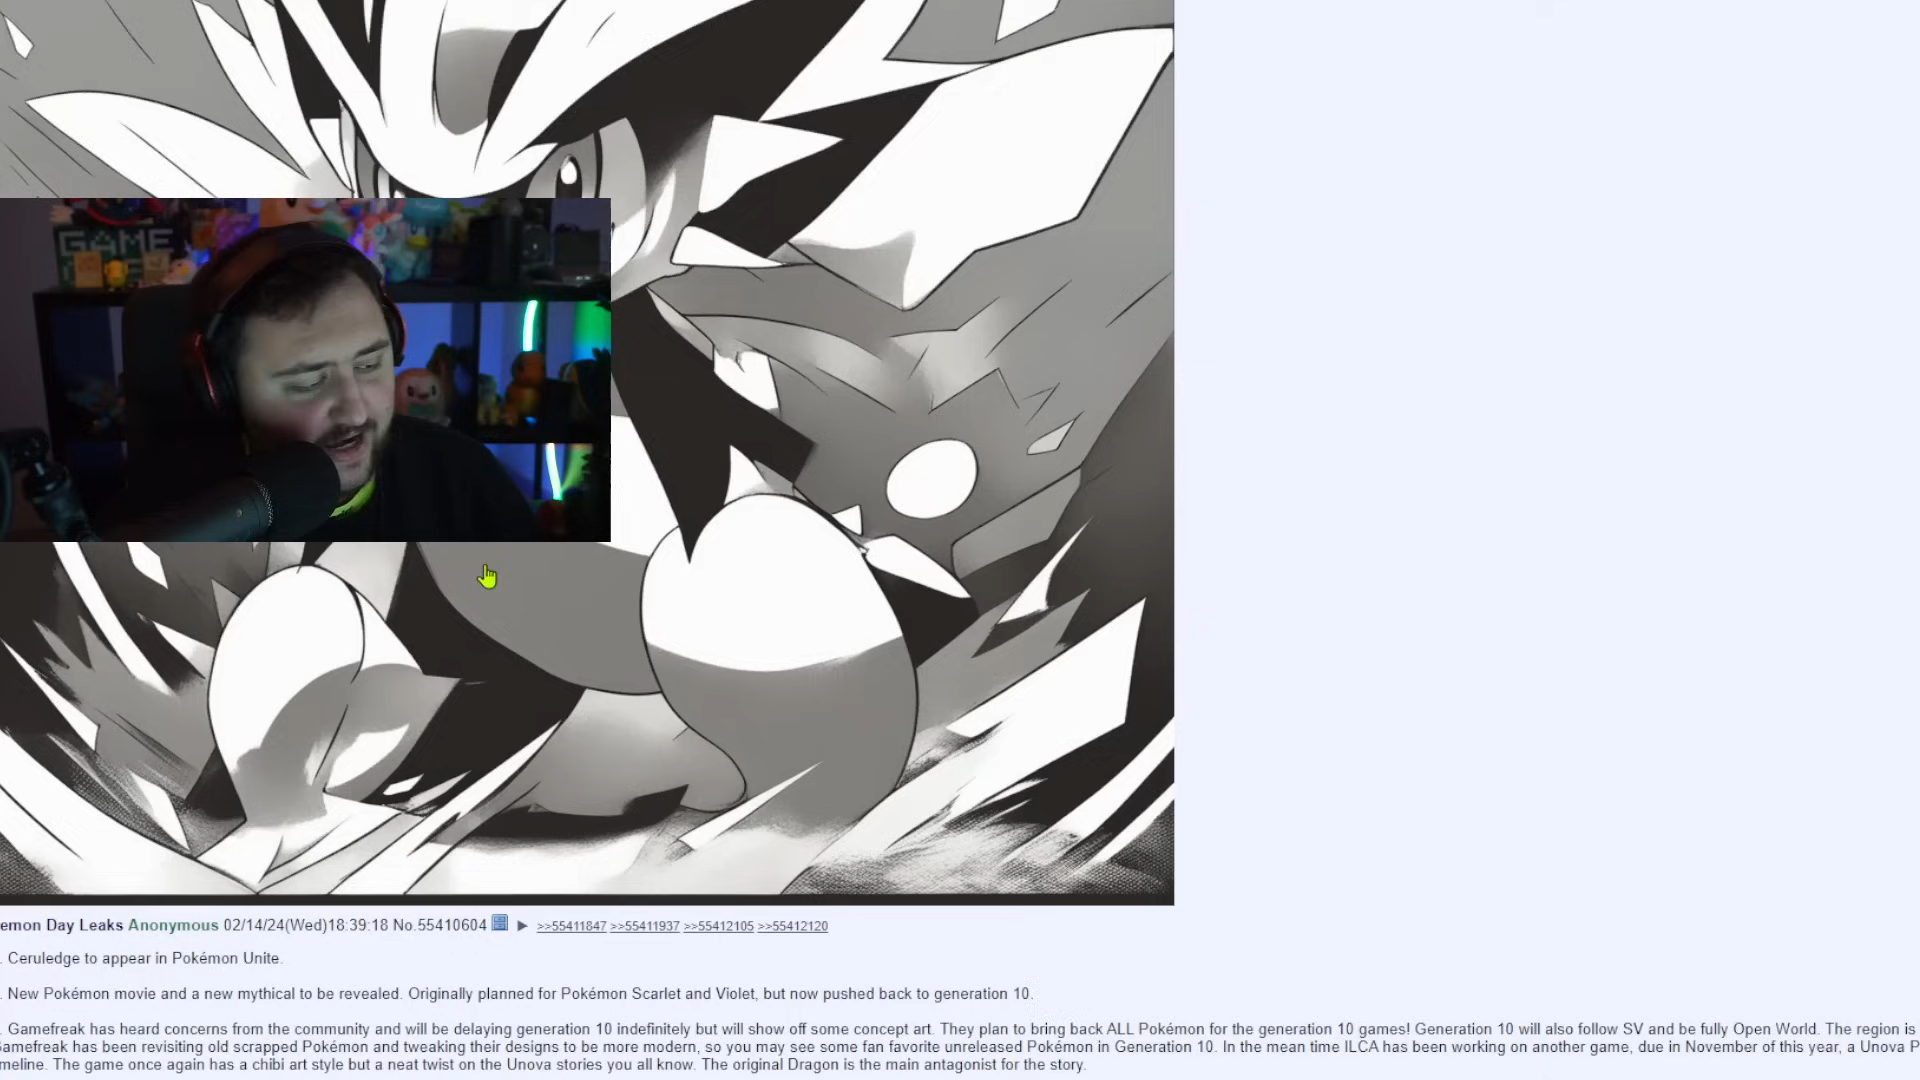 GAME
emon Day Leaks Anonymous 02/14/24(Wed)18:39:18 No.55410604 ▶ >>55411847 >>55411937 >>55412105 >>55412120
. Ceruledge to appear in Pokémon Unite.
. New Pokémon movie and a new mythical to be revealed. Originally planned for Pokémon Scarlet and Violet, but now pushed back to generation 10.
. Gamefreak has heard concerns from the community and will be delaying generation 10 indefinitely but will show off some concept art. They plan to bring back ALL Pokémon for the generation 10 games! Generation 10 will also follow SV and be fully Open World. The region is
Gamefreak has been revisiting old scrapped Pokémon and tweaking their designs to be more modern, so you may see some fan favorite unreleased Pokémon in Generation 10. In the mean time ILCA has been working on another game, due in November of this year, a Unova P
meline. The game once again has a chibi art style but a neat twist on the Unova stories you all know. The original Dragon is the main antagonist for the story.